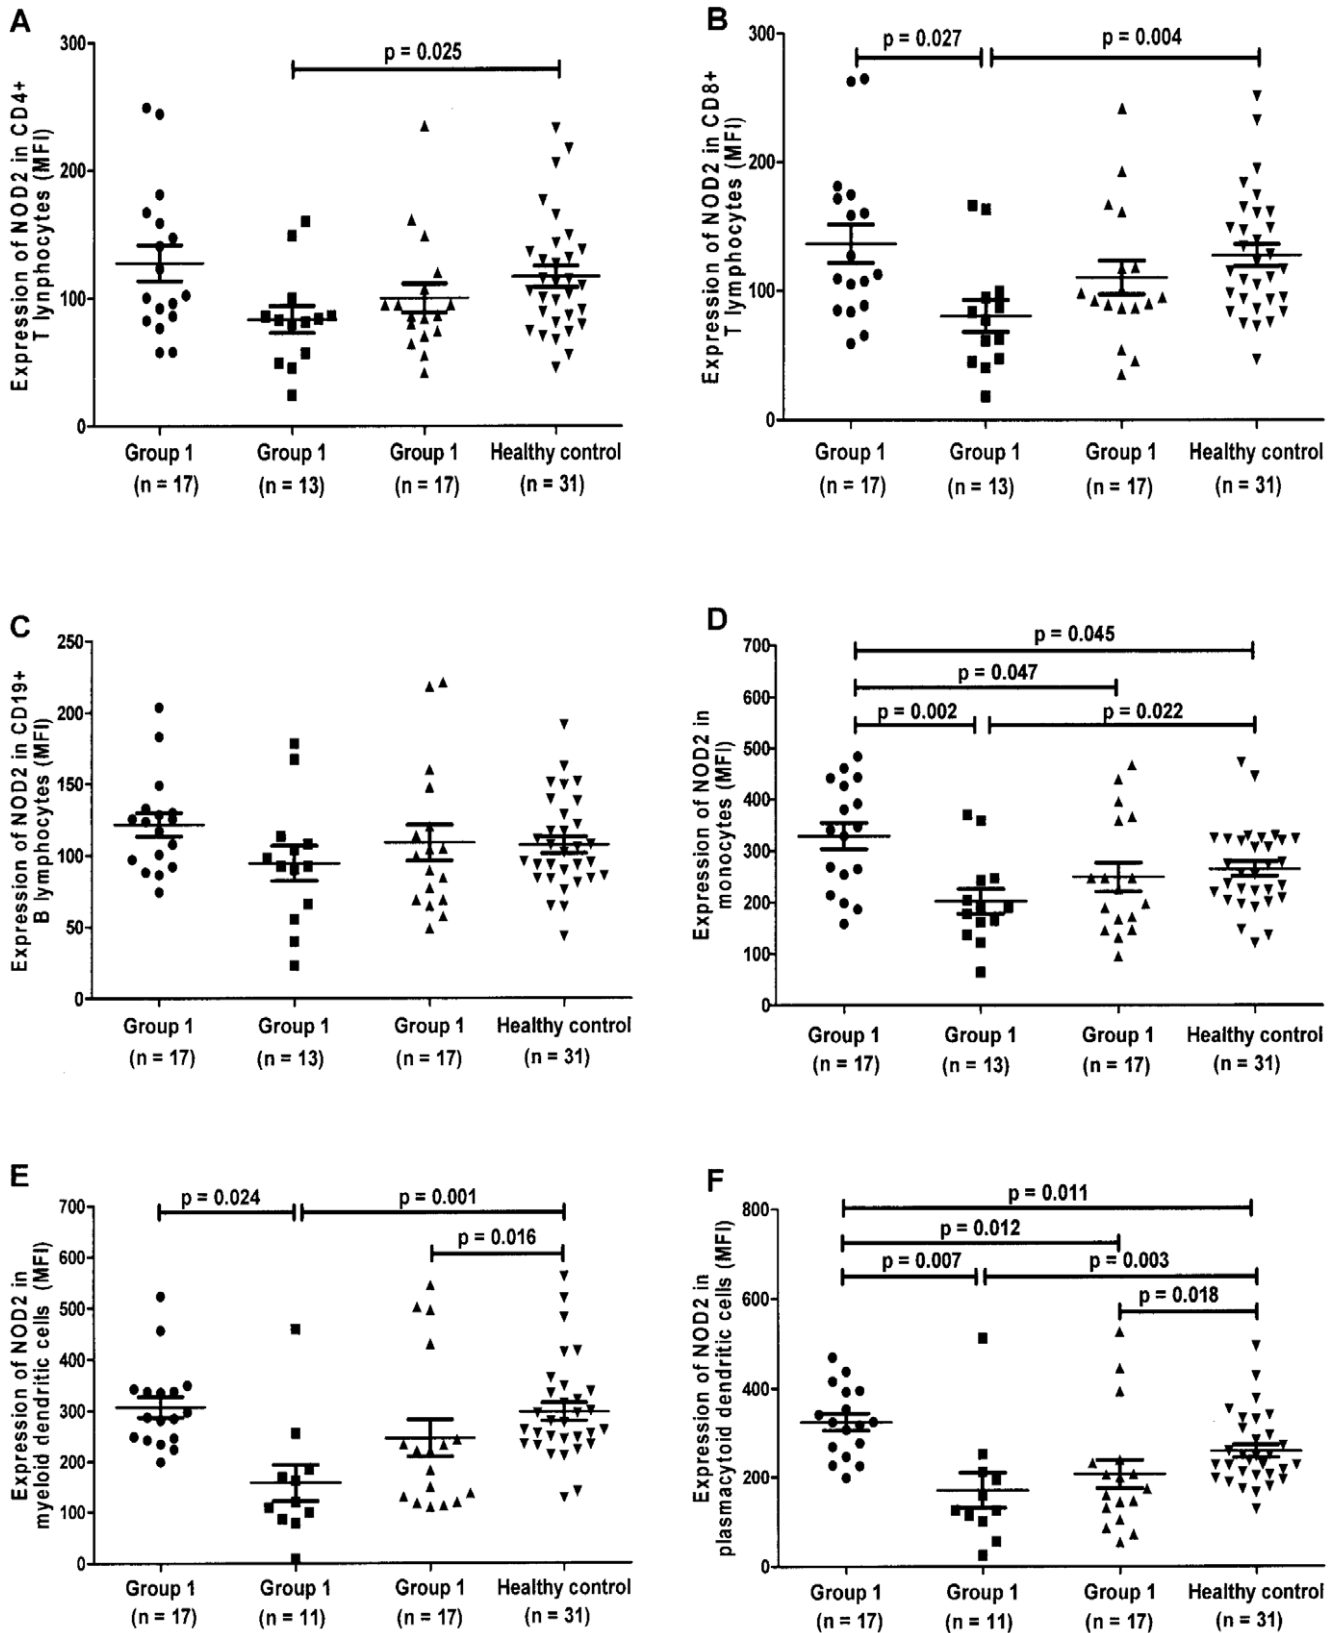 A
Expression of NOD2 in CD4+
T lynphocytes (MFI)
300
200
100
0
p = 0.025
Group 1
(n = 17)
Group 1
(n = 13)
Group 1
(n = 17)
Healthy control
(n = 31)
B
Expression of NOD2 in CD8+
T lymphocytes (MFI)
300
200
100
0
p = 0.027
p = 0.004
Group 1
(n = 17)
Group 1
(n = 13)
Group 1
(n = 17)
Healthy control
(n = 31)
C
Expression of NOD2 in CD19+
B lymphocytes (MFI)
250
200
150
100
50
0
Group 1
(n = 17)
Group 1
(n = 13)
Group 1
(n = 17)
Healthy control
(n = 31)
D
Expression of NOD2 in
monocytes (MFI)
700
600
500
400
300
200
100
0
p = 0.045
p = 0.047
p = 0.002
p = 0.022
Group 1
(n = 17)
Group 1
(n = 13)
Group 1
(n = 17)
Healthy control
(n = 31)
E
Expression of NOD2 in
myeloid dendritic cells (MFI)
700
600
500
400
300
200
100
0
p = 0.024
p = 0.001
p = 0.016
Group 1
(n = 17)
Group 1
(n = 11)
Group 1
(n = 17)
Healthy control
(n = 31)
F
Expression of NOD2 in
plasmacytoid dendritic cells (MFI)
800
600
400
200
0
p = 0.011
p = 0.012
p = 0.007
p = 0.003
p = 0.018
Group 1
(n = 17)
Group 1
(n = 11)
Group 1
(n = 17)
Healthy control
(n = 31)